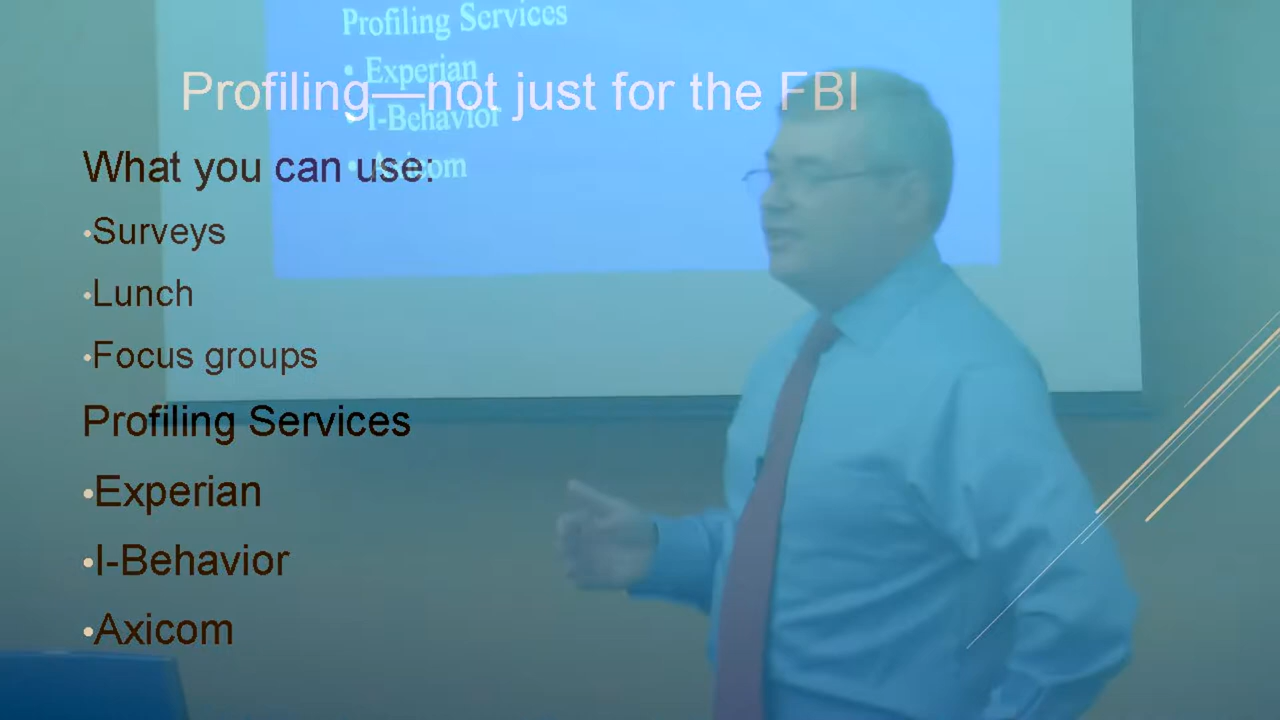 Profiling Services
• Experian
• I-Behavior
• Axicom
Profiling—not just for the FBI
What you can use:
•Surveys
•Lunch
•Focus groups
Profiling Services
•Experian
•I-Behavior
•Axicom